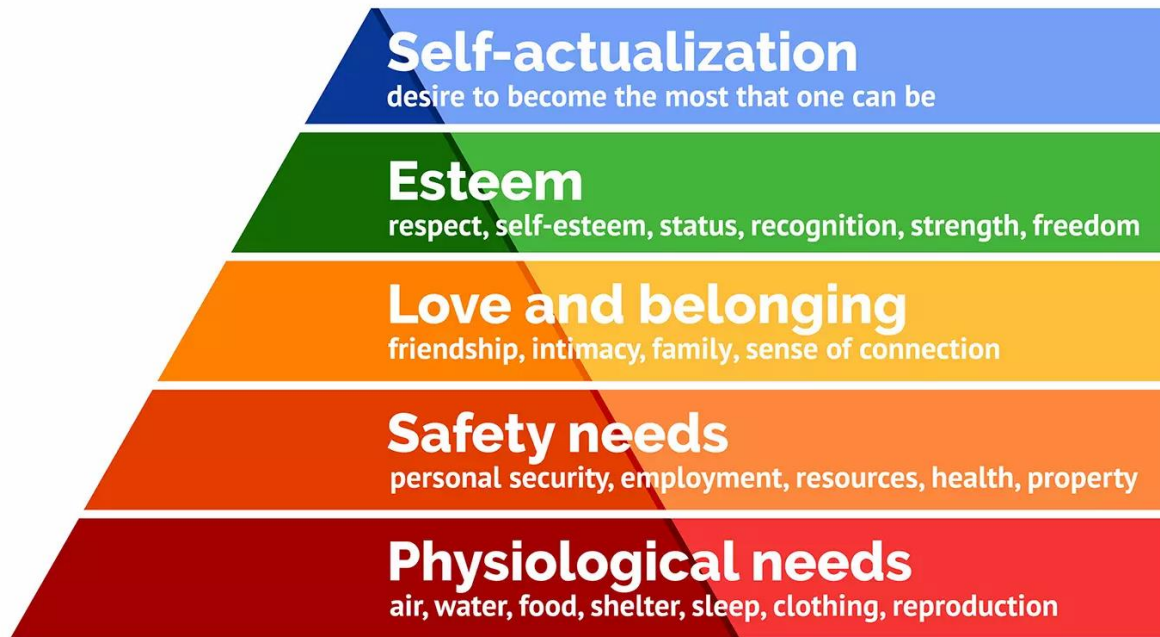 Self-actualization
desire to become the most that one can be
Esteem
respect, self-esteem, status, recognition, strength, freedom
Love and belonging
friendship, intimacy, family, sense of connection
Safety needs
personal security, employment, resources, health, property
Physiological needs
air, water, food, shelter, sleep, clothing, reproduction